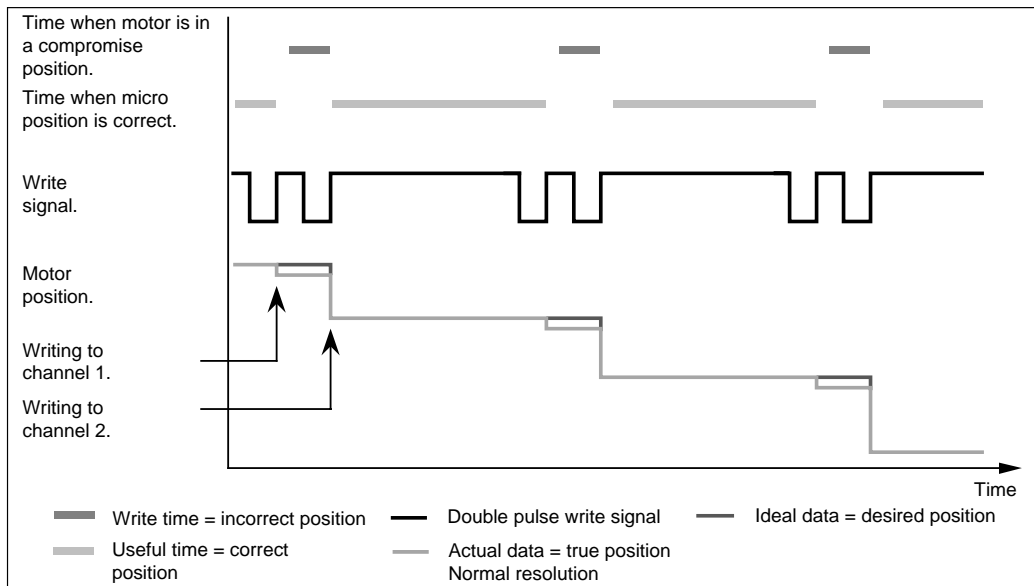 Time when motor is in
a compromise
position.
Time when micro
position is correct.
Write
signal.
Motor
position.
Writing to
channel 1.
Writing to
channel 2.
Time
Write time = incorrect position
Double pulse write signal
Ideal data = desired position
Useful time = correct
position
Actual data = true position
Normal resolution